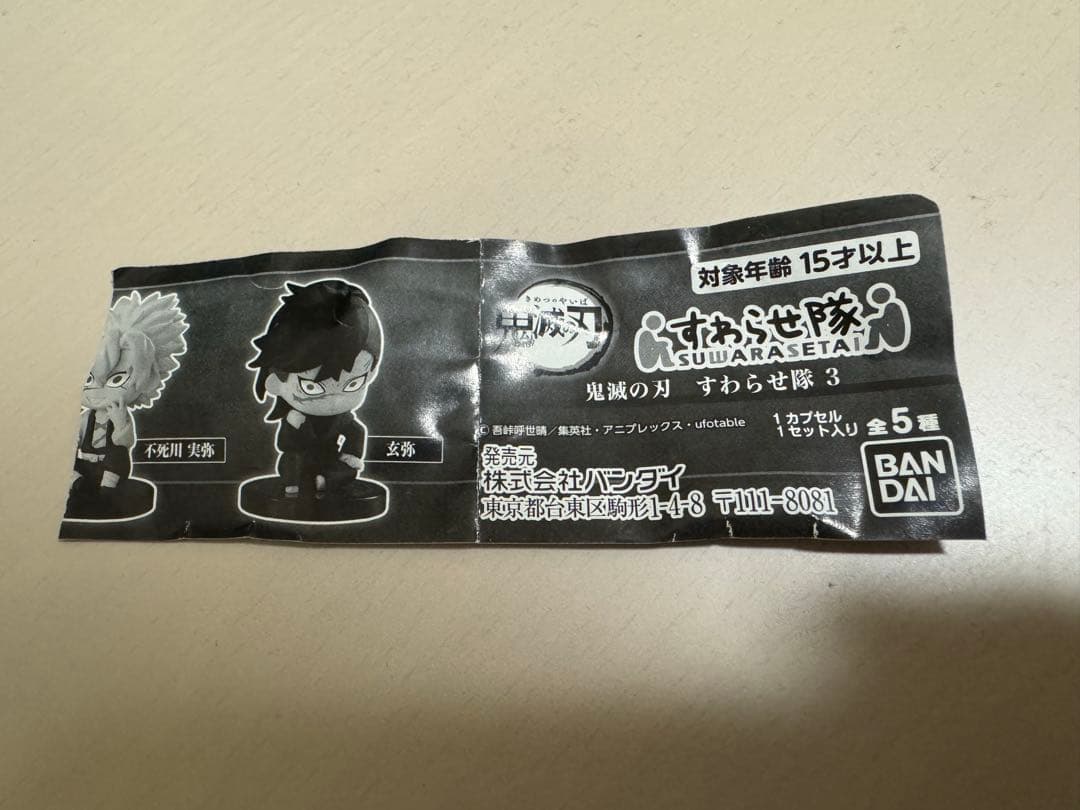 不死川 実弥
玄弥
きめつのやいば
鬼滅の刃
対象年齢 15才以上
すわらせ隊
SUWARASETAI
鬼滅の刃 すわらせ隊 3
© 吾峠呼世晴／集英社・アニプレックス・ufotable
1カプセル
1セット入り
全5種
発売元
株式会社バンダイ
東京都台東区駒形1-4-8 〒111-8081
BAN
DAI